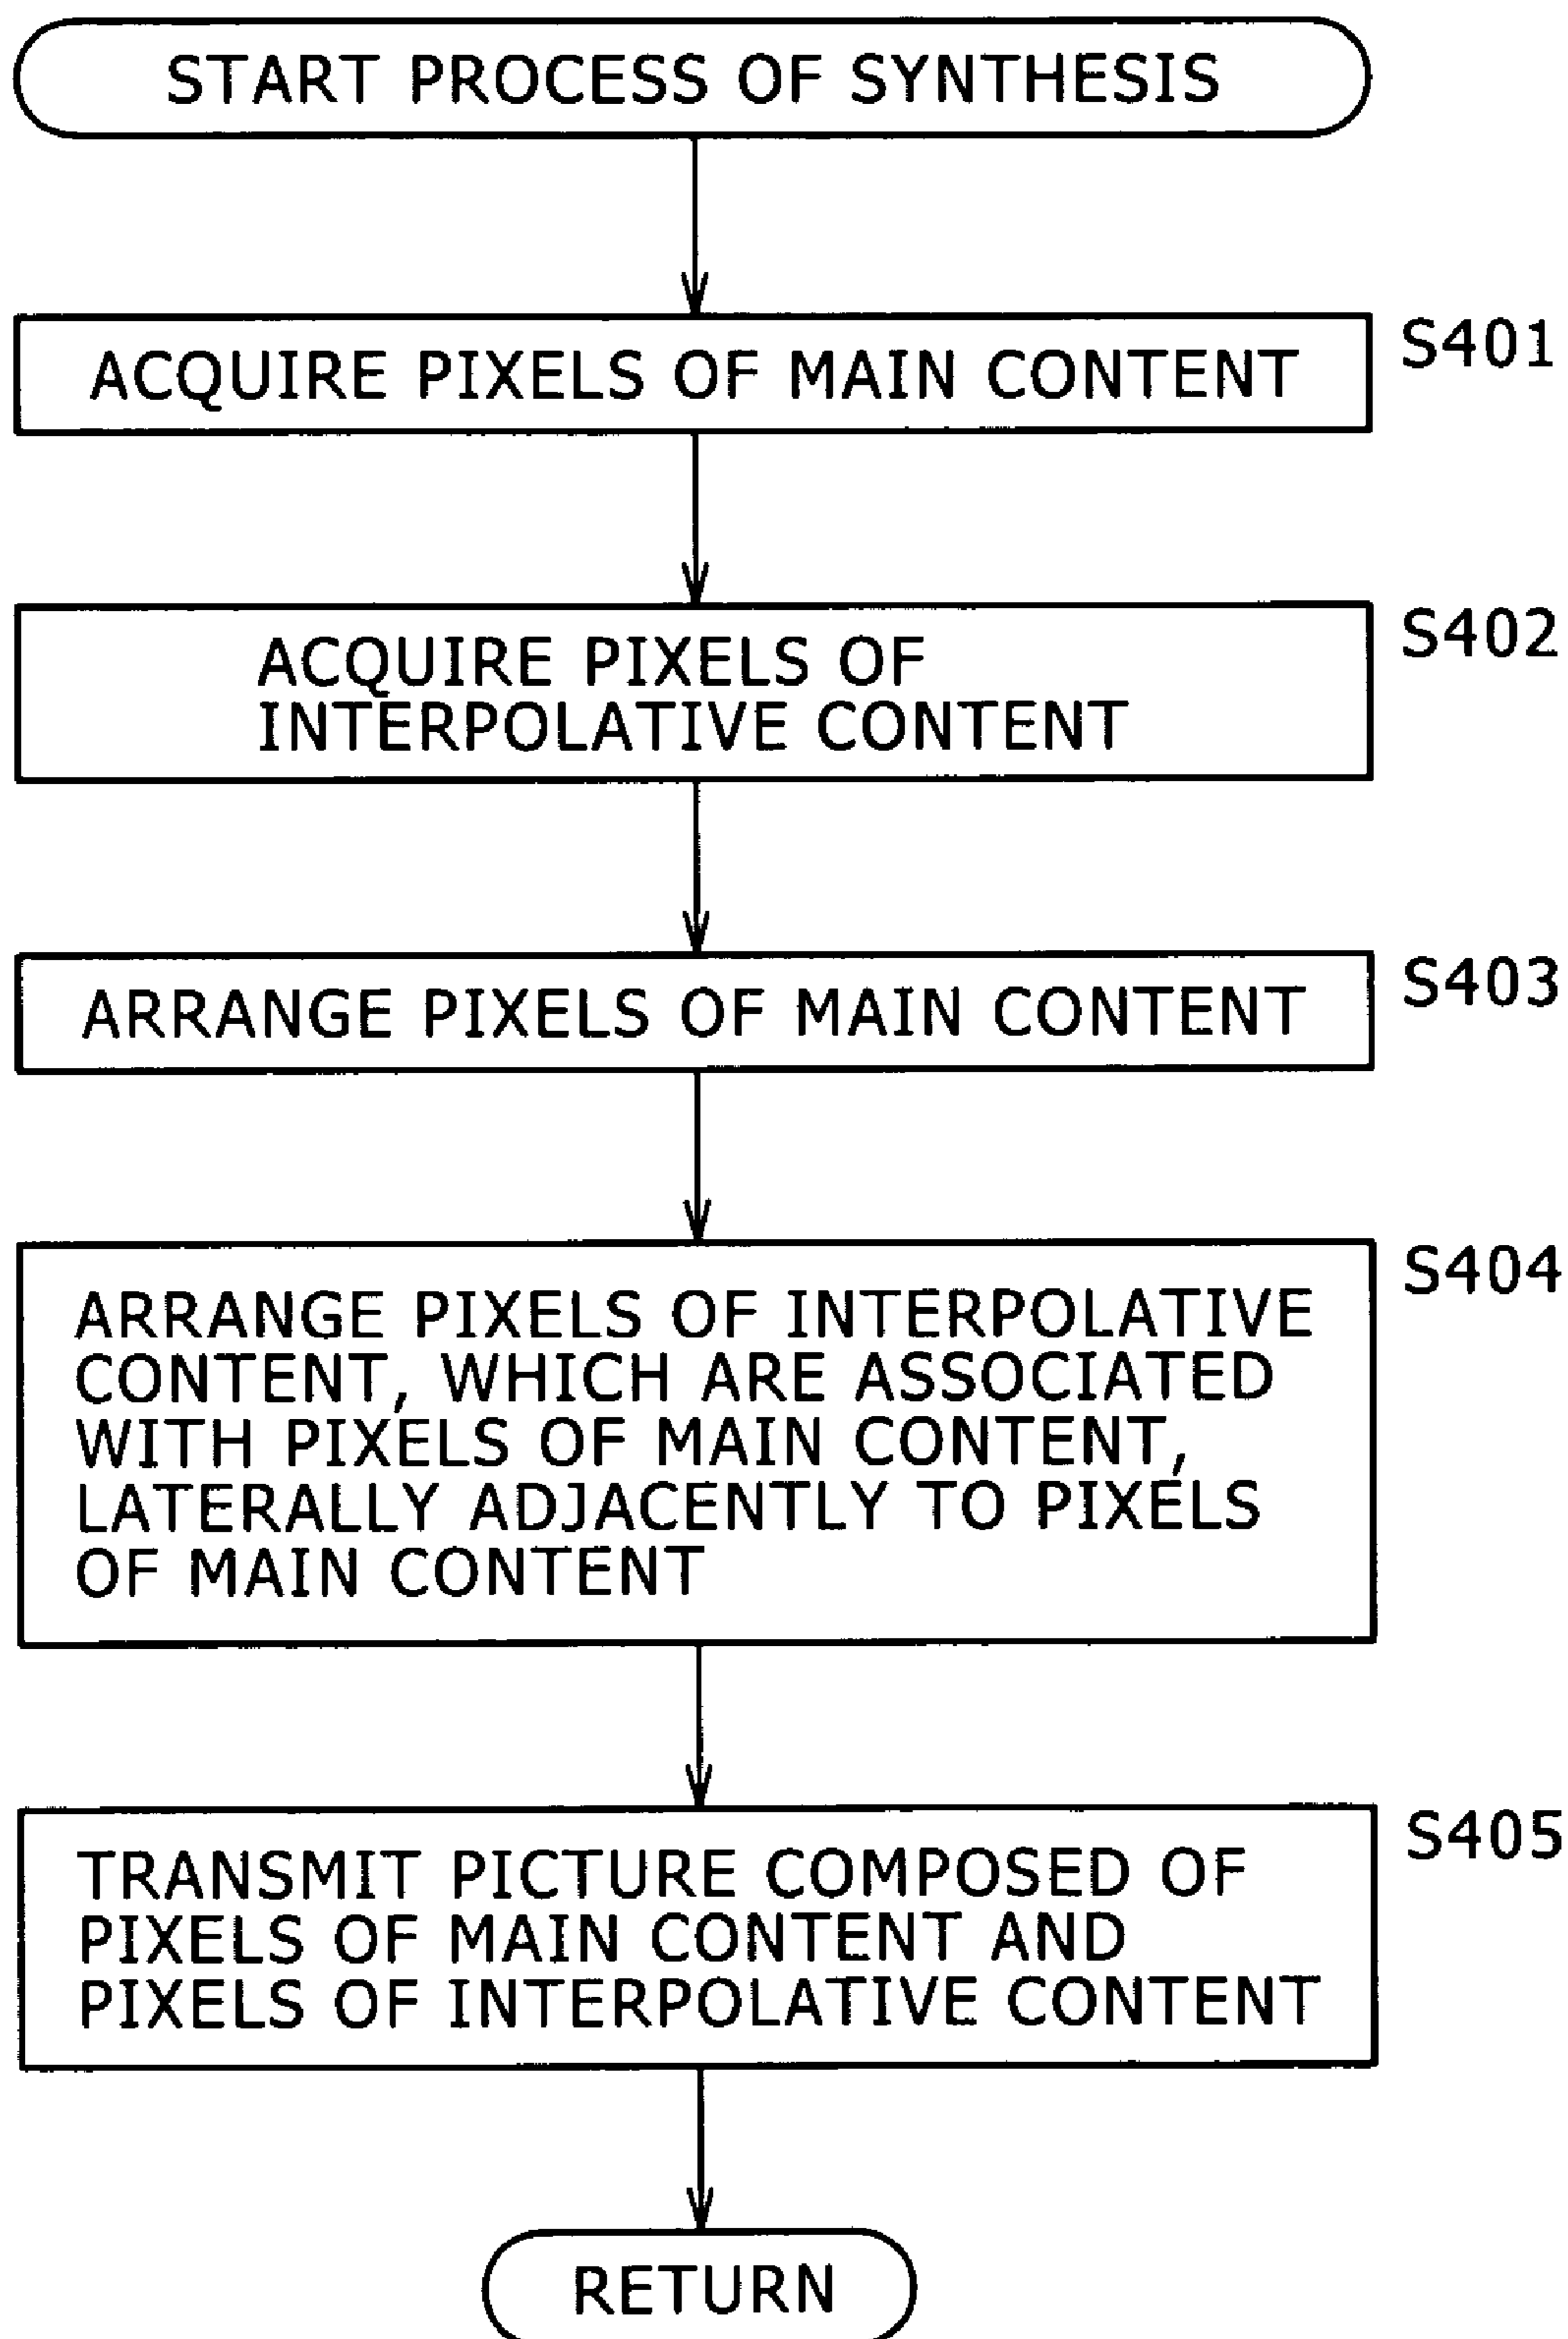 START PROCESS OF SYNTHESIS
ACQUIRE PIXELS OF MAIN CONTENT
S401
ACQUIRE PIXELS OF
INTERPOLATIVE CONTENT
S402
ARRANGE PIXELS OF MAIN CONTENT
S403
ARRANGE PIXELS OF INTERPOLATIVE
CONTENT, WHICH ARE ASSOCIATED
WITH PIXELS OF MAIN CONTENT,
LATERALLY ADJACENTLY TO PIXELS
OF MAIN CONTENT
S404
TRANSMIT PICTURE COMPOSED OF
PIXELS OF MAIN CONTENT AND
PIXELS OF INTERPOLATIVE CONTENT
S405
RETURN